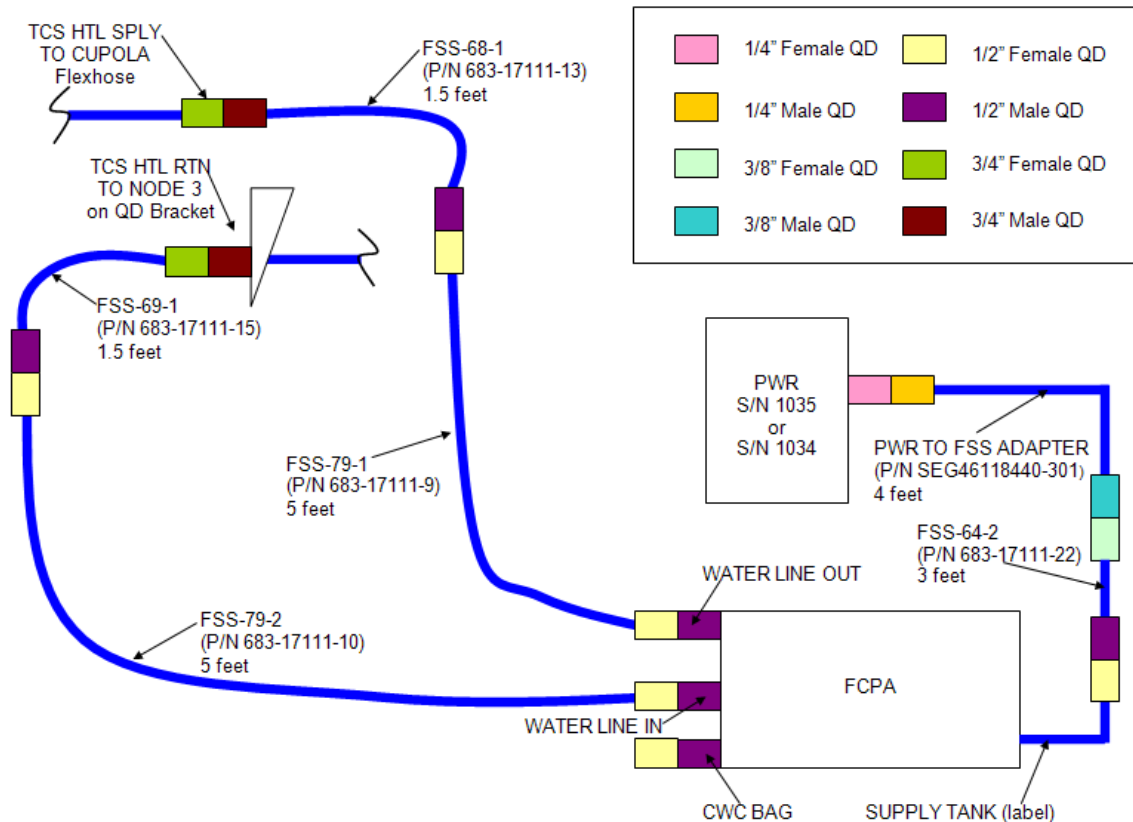 TCS HTL SPLY
TO CUPOLA
Flexhose
FSS-68-1
(P/N 683-17111-13)
1.5 feet
1/4” Female QD
1/2” Female QD
1/4” Male QD
1/2” Male QD
3/8” Female QD
3/4” Female QD
3/8” Male QD
3/4” Male QD
TCS HTL RTN
TO NODE 3
on QD Bracket
FSS-69-1
(P/N 683-17111-15)
1.5 feet
PWR
S/N 1035
or
S/N 1034
PWR TO FSS ADAPTER
(P/N SEG46118440-301)
4 feet
FSS-79-1
(P/N 683-17111-9)
5 feet
FSS-64-2
(P/N 683-17111-22)
3 feet
WATER LINE OUT
FSS-79-2
(P/N 683-17111-10)
5 feet
FCPA
WATER LINE IN
CWC BAG
SUPPLY TANK (label)